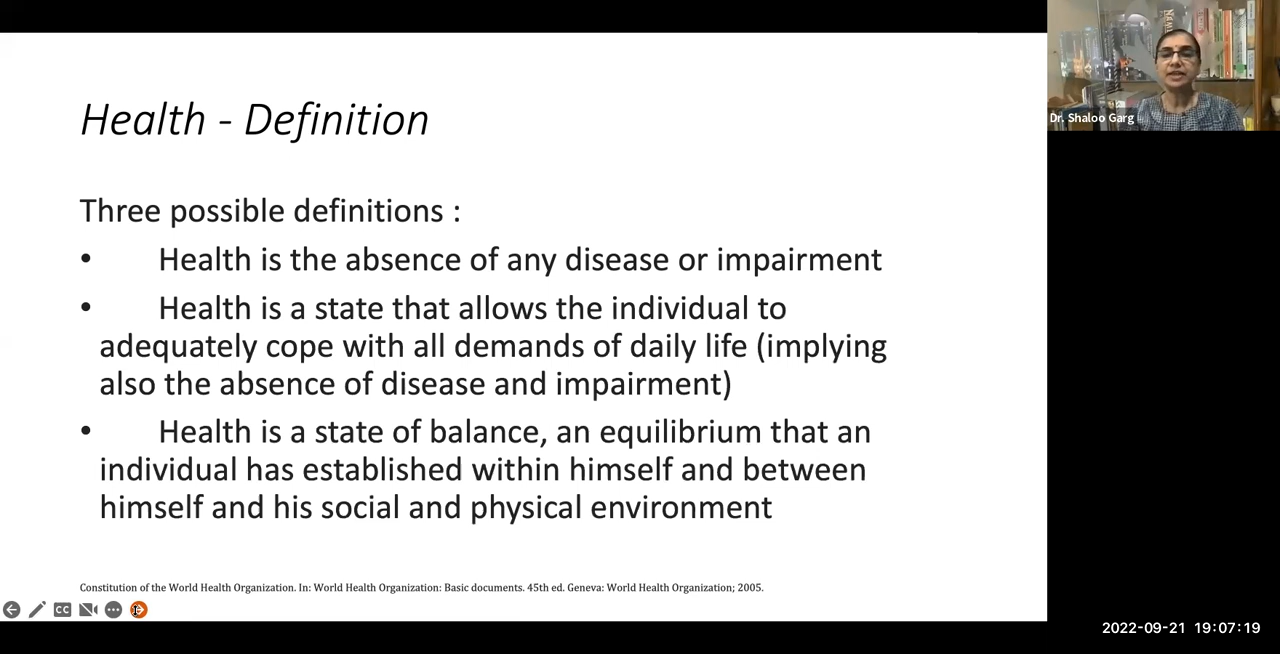 Health - Definition
Three possible definitions :
• Health is the absence of any disease or impairment
• Health is a state that allows the individual to
adequately cope with all demands of daily life (implying
also the absence of disease and impairment)
• Health is a state of balance, an equilibrium that an
individual has established within himself and between
himself and his social and physical environment
Constitution of the World Health Organization. In: World Health Organization: Basic documents. 45th ed. Geneva: World Health Organization; 2005.
CC
Dr. Shaloo Garg
2022-09-21 19:07:19